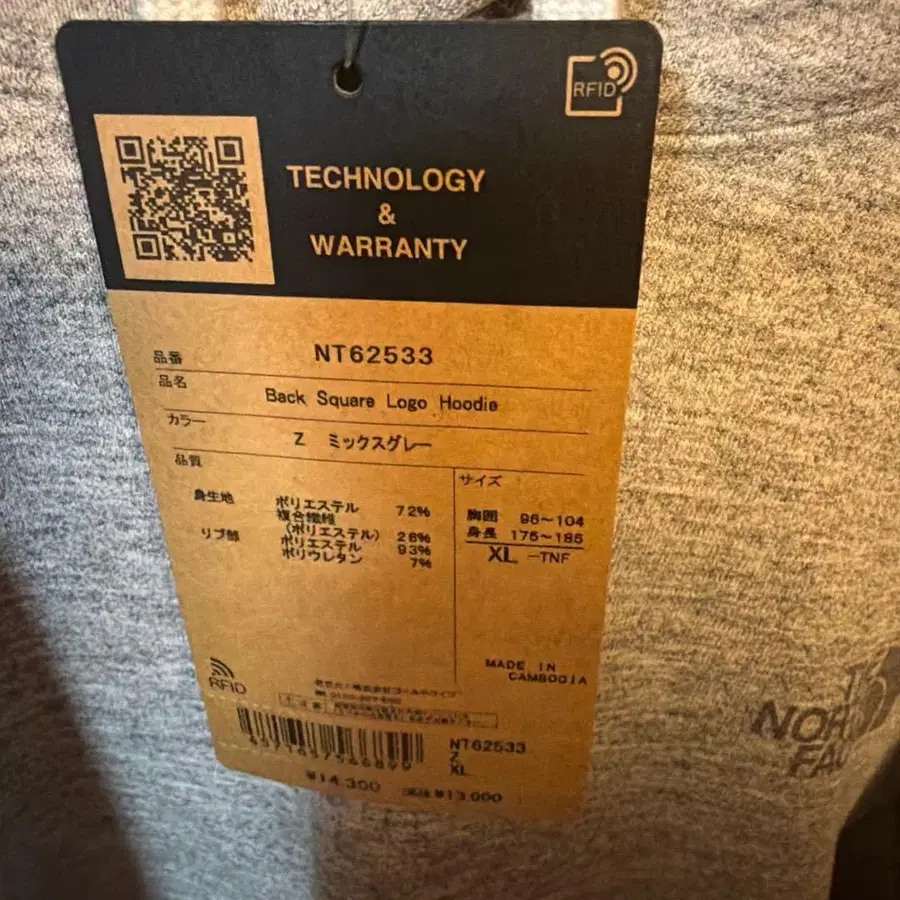 RFID
TECHNOLOGY
&
WARRANTY
品番 NT62533
品名 Back Square Logo Hoodie
カラー Z ミックスグレー
品質
身生地 ポリエステル 72%
複合繊維
(ポリエステル) 28%
リブ部 ポリエステル 93%
ポリウレタン 7%
サイズ
胸囲 96～104
身長 175～185
XL -TNF
MADE IN
CAMBODIA
RFID
NT62533
Z
XL
¥14,300 ¥13,000
NOR